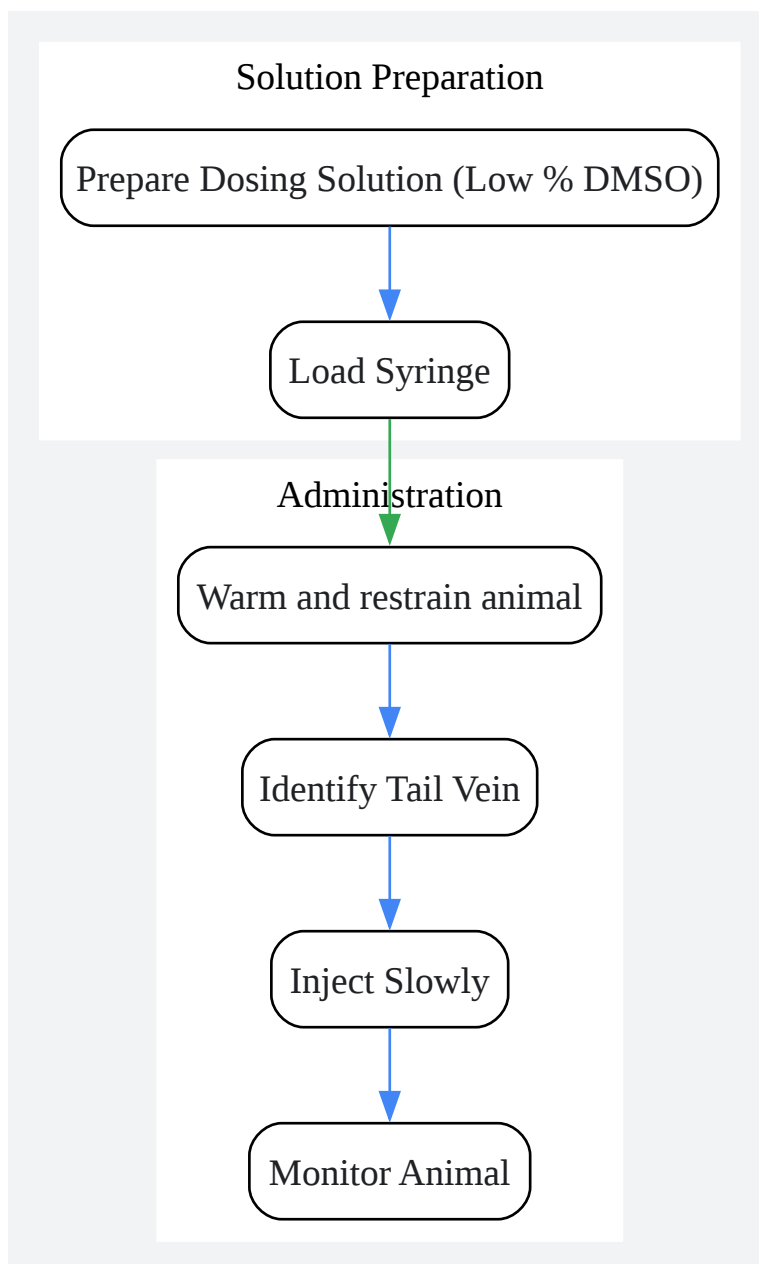 Solution Preparation
Prepare Dosing Solution (Low % DMSO)
Load Syringe
Administration
Warm and restrain animal
Identify Tail Vein
Inject Slowly
Monitor Animal